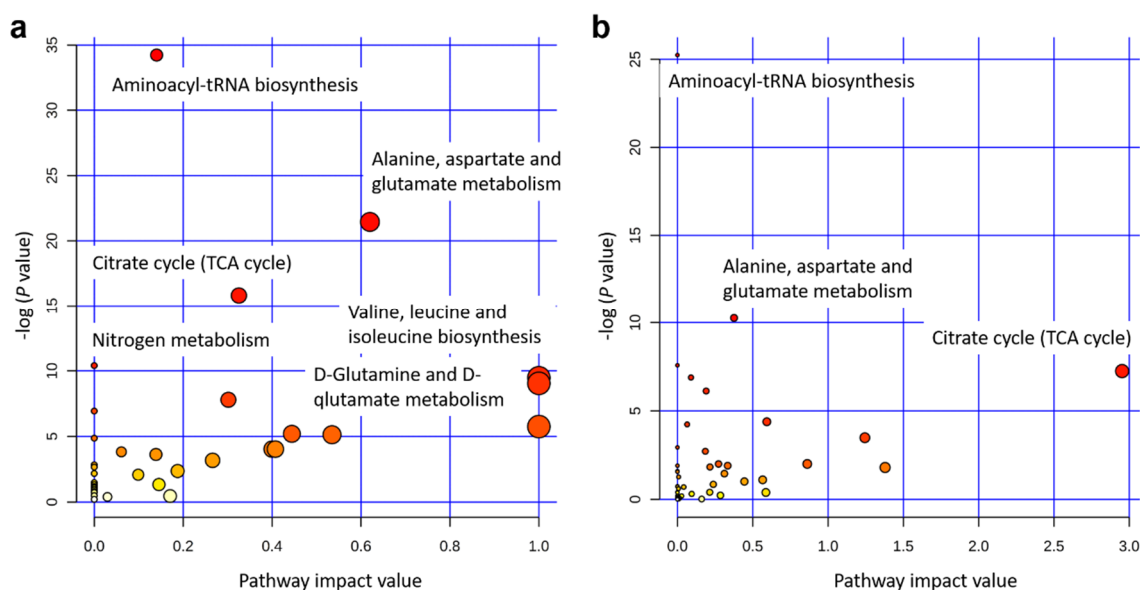 a
35
30
25
20
15
10
5
0
-log (P value)
Aminoacyl-tRNA biosynthesis
Alanine, aspartate and
glutamate metabolism
Citrate cycle (TCA cycle)
Valine, leucine and
isoleucine biosynthesis
Nitrogen metabolism
D-Glutamine and D-
qlutamate metabolism
0.0 0.2 0.4 0.6 0.8 1.0
Pathway impact value
b
25
20
15
10
5
0
-log (P value)
Aminoacyl-tRNA biosynthesis
Alanine, aspartate and
glutamate metabolism
Citrate cycle (TCA cycle)
0.0 0.5 1.0 1.5 2.0 2.5 3.0
Pathway impact value